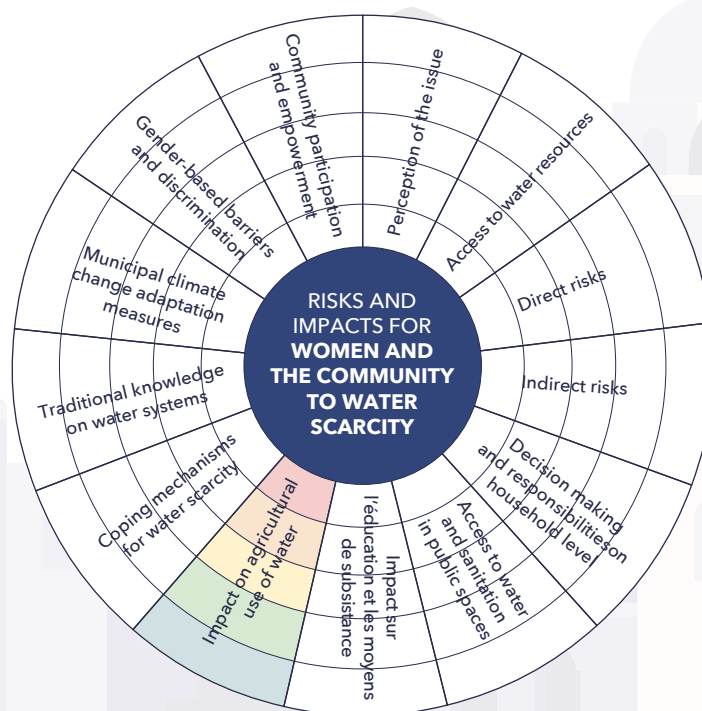 RISKS AND
IMPACTS FOR
WOMEN AND
THE COMMUNITY
TO WATER
SCARCITY
Perception of the issue
Access to water resources
Direct risks
Indirect risks
Decision making
and responsibilitieson
household level
Access to water
and sanitation
in public spaces
Impact sur
l'éducation et les moyens
de subsistance
Impact on agricultural
use of water
Coping mechanisms
for water scarcity
Traditional knowledge
on water systems
Municipal climate
change adaptation
measures
Gender-based barriers
and discrimination
Community participation
and empowerment